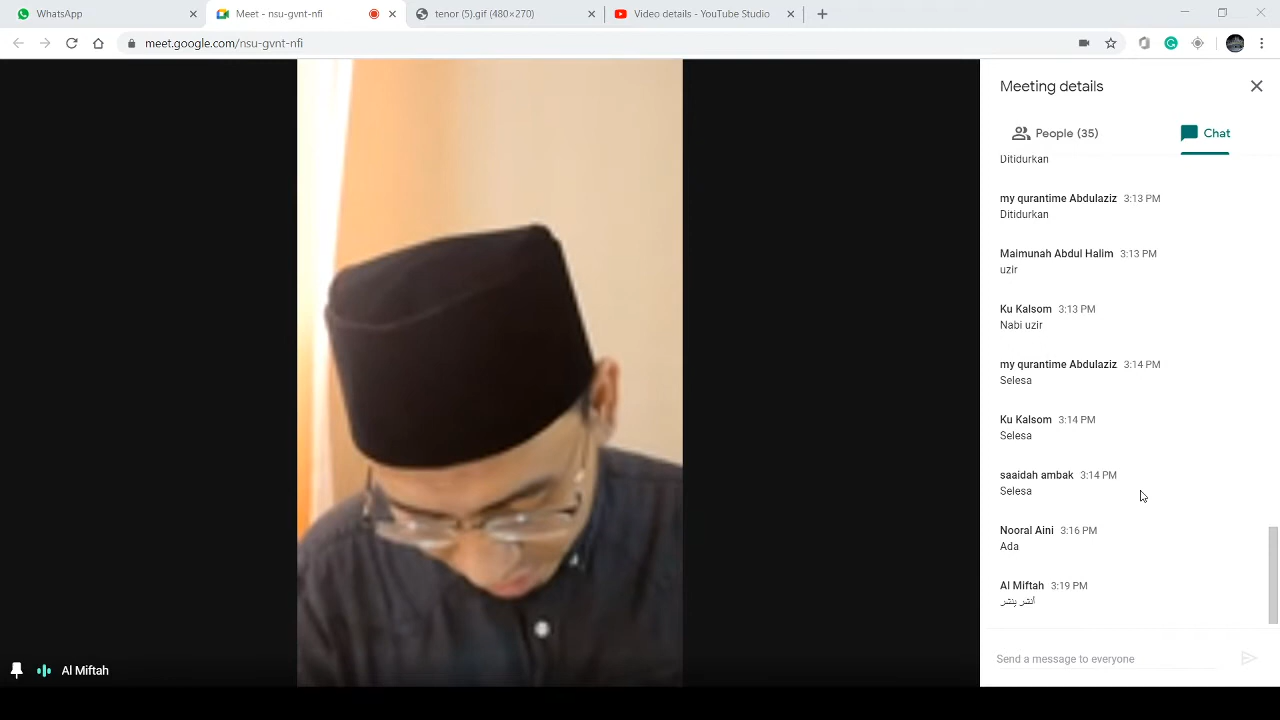 WhatsApp
Meet - nsu-gvnt-nfi
tenor (5).gif (480×270)
Video details - YouTube Studio
meet.google.com/nsu-gvnt-nfi
Meeting details
People (35)
Chat
Ditidurkan
my qurantime Abdulaziz 3:13 PM
Ditidurkan
Maimunah Abdul Halim 3:13 PM
uzir
Ku Kalsom 3:13 PM
Nabi uzir
my qurantime Abdulaziz 3:14 PM
Selesa
Ku Kalsom 3:14 PM
Selesa
saaidah ambak 3:14 PM
Selesa
Nooral Aini 3:16 PM
Ada
Al Miftah 3:19 PM
أنشر ينشر
Send a message to everyone
Al Miftah